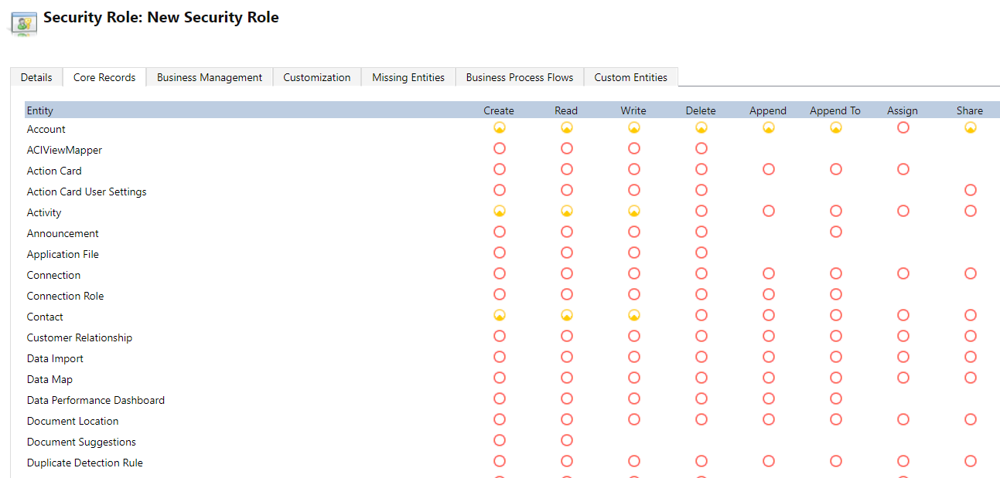 Security Role: New Security Role
Details Core Records Business Management Customization Missing Entities Business Process Flows Custom Entities
Entity Create Read Write Delete Append Append To Assign Share
Account
ACIViewMapper
Action Card
Action Card User Settings
Activity
Announcement
Application File
Connection
Connection Role
Contact
Customer Relationship
Data Import
Data Map
Data Performance Dashboard
Document Location
Document Suggestions
Duplicate Detection Rule